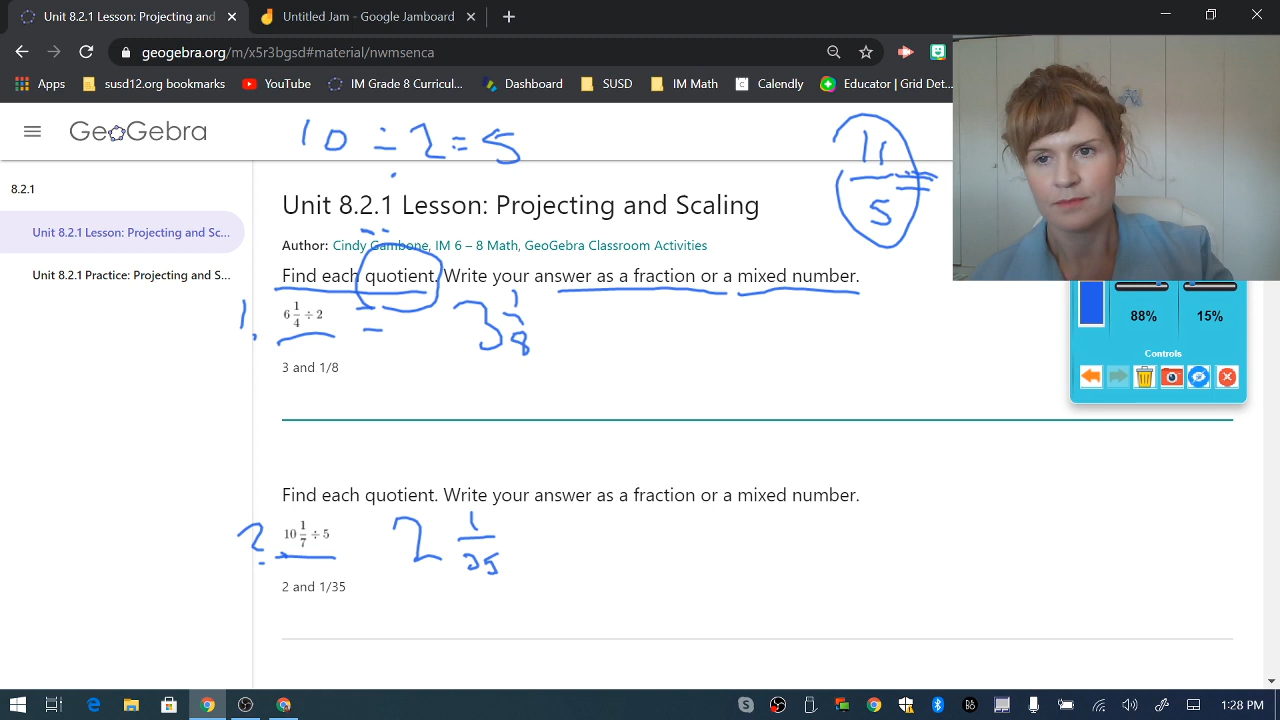 Unit 8.2.1 Lesson: Projecting and
Untitled Jam - Google Jamboard
geogebra.org/m/x5r3bgsd#material/nwmsenca
Apps
susd12.org bookmarks
YouTube
IM Grade 8 Curricul...
Dashboard
SUSD
IM Math
Calendly
Educator | Grid Det...
GeoGebra
10 ÷ 2 = 5
11/5 =
8.2.1
Unit 8.2.1 Lesson: Projecting and Sc...
Unit 8.2.1 Practice: Projecting and S...
Unit 8.2.1 Lesson: Projecting and Scaling
Author: Cindy Gambone, IM 6 – 8 Math, GeoGebra Classroom Activities
Find each quotient. Write your answer as a fraction or a mixed number.
1. 6 1/4 ÷ 2 = 3 1/8
3 and 1/8
88% 15%
Controls
Find each quotient. Write your answer as a fraction or a mixed number.
2. 10 1/7 ÷ 5 2 1/35
2 and 1/35
1:28 PM